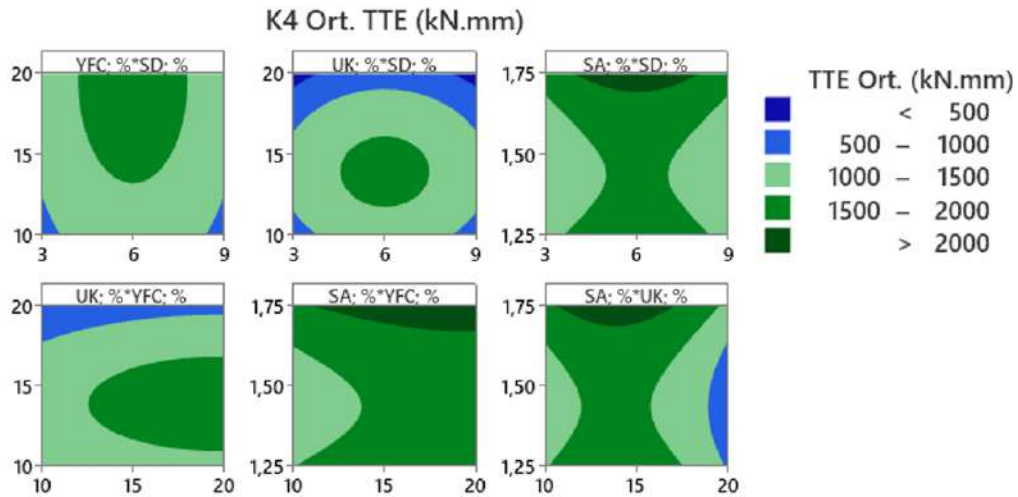 K4 Ort. TTE (kN.mm)
YFC; %*SD; %
20
15
10
3 6 9
UK; %*SD; %
20
15
10
3 6 9
SA; %*SD; %
1,75
1,50
1,25
3 6 9
TTE Ort. (kN.mm)
< 500
500 – 1000
1000 – 1500
1500 – 2000
> 2000
UK; %*YFC; %
20
15
10
10 15 20
SA; %*YFC; %
1,75
1,50
1,25
10 15 20
SA; %*UK; %
1,75
1,50
1,25
10 15 20